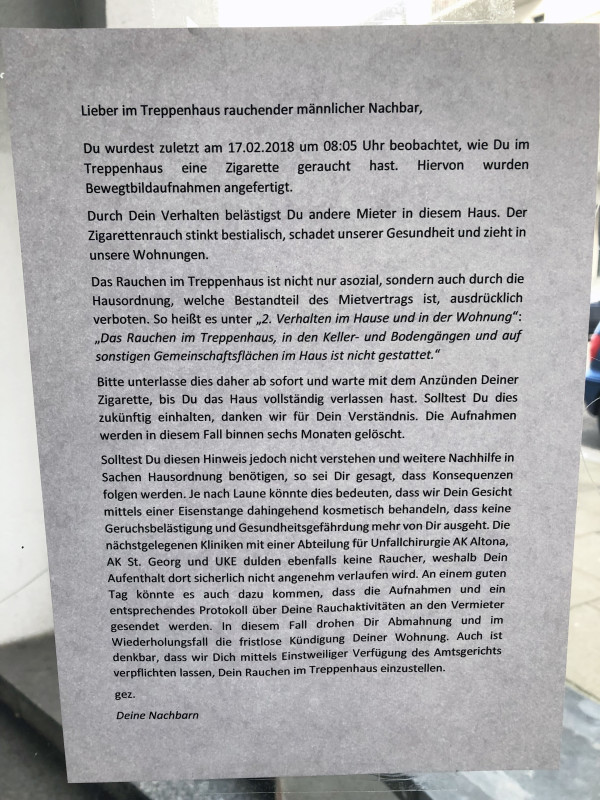 Lieber im Treppenhaus rauchender männlicher Nachbar,
Du wurdest zuletzt am 17.02.2018 um 08:05 Uhr beobachtet, wie Du im
Treppenhaus eine Zigarette geraucht hast. Hiervon wurden
Bewegtbildaufnahmen angefertigt.
Durch Dein Verhalten belästigst Du andere Mieter in diesem Haus. Der
Zigarettenrauch stinkt bestialisch, schadet unserer Gesundheit und zieht in
unsere Wohnungen.
Das Rauchen im Treppenhaus ist nicht nur asozial, sondern auch durch die
Hausordnung, welche Bestandteil des Mietvertrags ist, ausdrücklich
verboten. So heißt es unter „2. Verhalten im Hause und in der Wohnung“:
„Das Rauchen im Treppenhaus, in den Keller- und Bodengängen und auf
sonstigen Gemeinschaftsflächen im Haus ist nicht gestattet.“
Bitte unterlasse dies daher ab sofort und warte mit dem Anzünden Deiner
Zigarette, bis Du das Haus vollständig verlassen hast. Solltest Du dies
zukünftig einhalten, danken wir für Dein Verständnis. Die Aufnahmen
werden in diesem Fall binnen sechs Monaten gelöscht.
Solltest Du diesen Hinweis jedoch nicht verstehen und weitere Nachhilfe in
Sachen Hausordnung benötigen, so sei Dir gesagt, dass Konsequenzen
folgen werden. Je nach Laune könnte dies bedeuten, dass wir Dein Gesicht
mittels einer Eisenstange dahingehend kosmetisch behandeln, dass keine
Geruchsbelästigung und Gesundheitsgefährdung mehr von Dir ausgeht. Die
nächstgelegenen Kliniken mit einer Abteilung für Unfallchirurgie AK Altona,
AK St. Georg und UKE dulden ebenfalls keine Raucher, weshalb Dein
Aufenthalt dort sicherlich nicht angenehm verlaufen wird. An einem guten
Tag könnte es auch dazu kommen, dass die Aufnahmen und ein
entsprechendes Protokoll über Deine Rauchaktivitäten an den Vermieter
gesendet werden. In diesem Fall drohen Dir Abmahnung und im
Wiederholungsfall die fristlose Kündigung Deiner Wohnung. Auch ist
denkbar, dass wir Dich mittels Einstweiliger Verfügung des Amtsgerichts
verpflichten lassen, Dein Rauchen im Treppenhaus einzustellen.
gez.
Deine Nachbarn